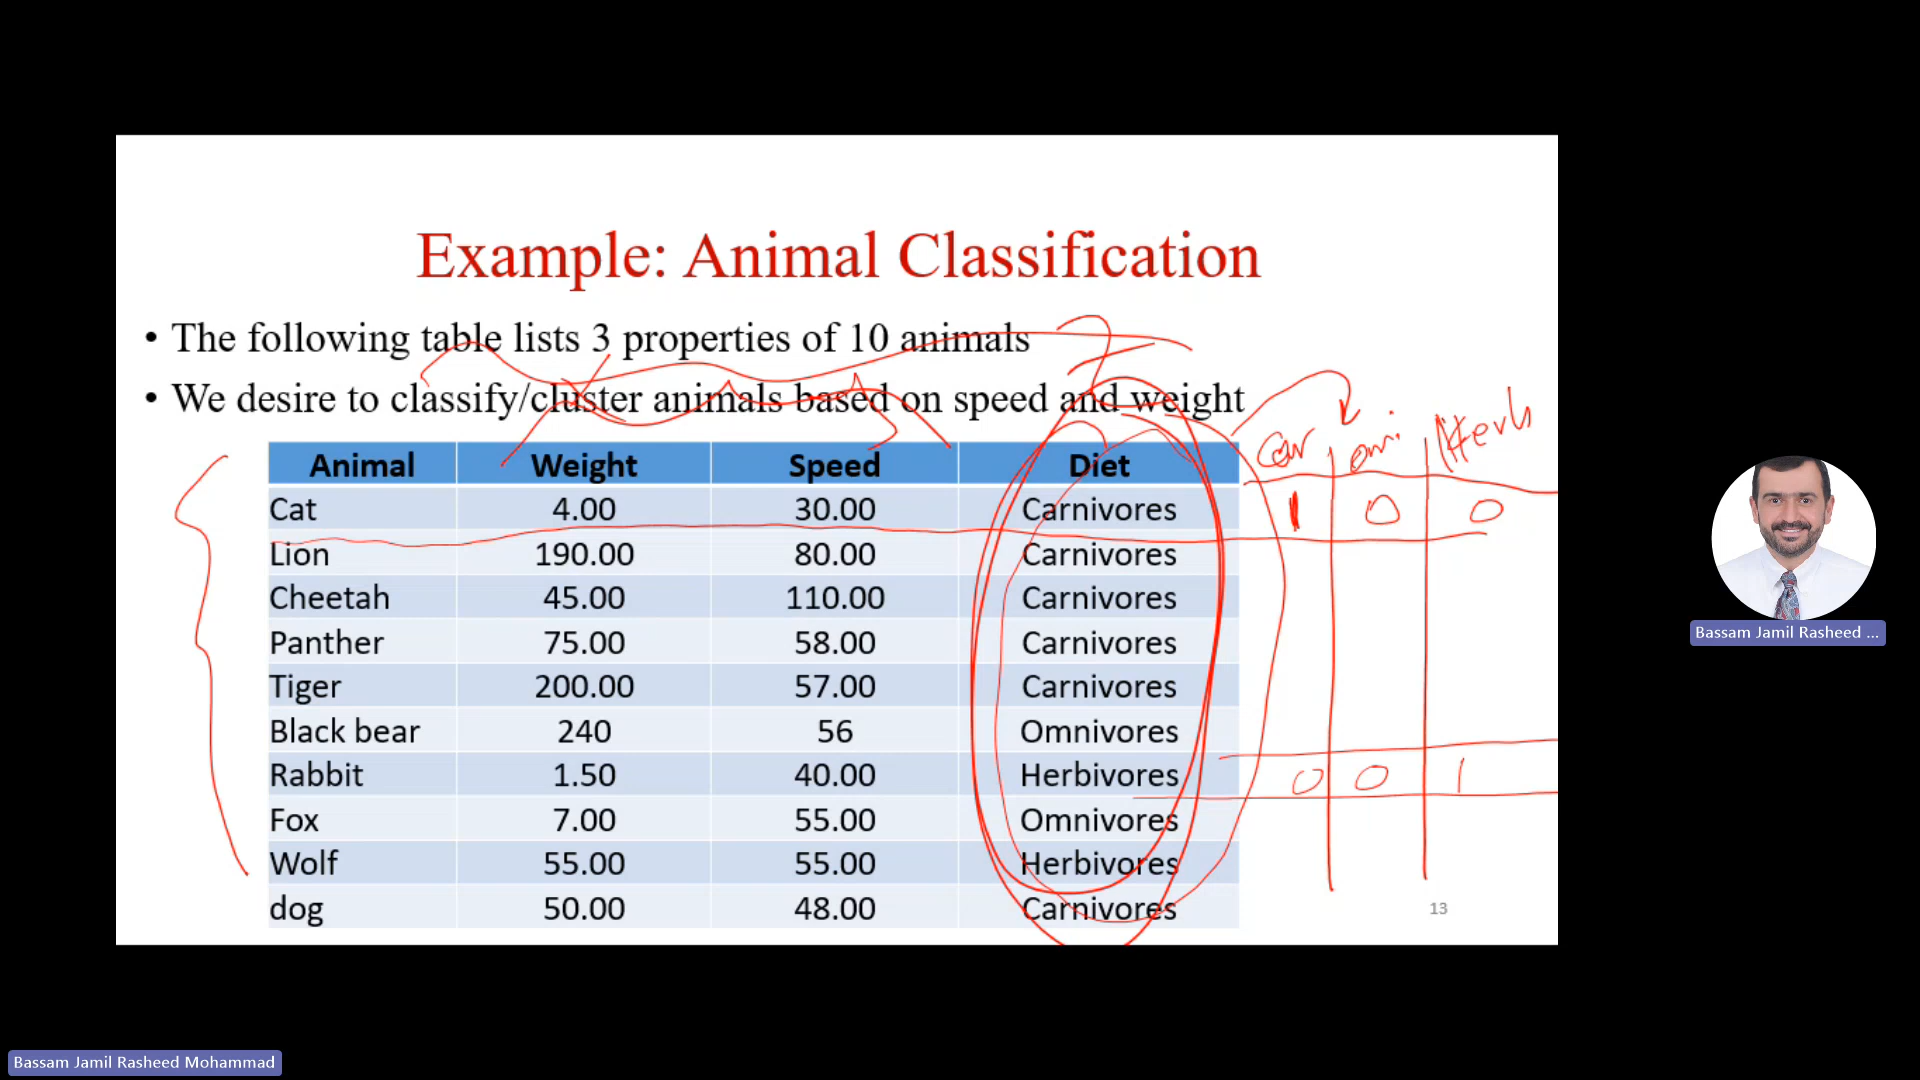 Example: Animal Classification
• The following table lists 3 properties of 10 animals
• We desire to classify/cluster animals based on speed and weight
Car Omi Herb
Animal Weight Speed Diet
Cat 4.00 30.00 Carnivores 1 0 0
Lion 190.00 80.00 Carnivores
Cheetah 45.00 110.00 Carnivores
Panther 75.00 58.00 Carnivores
Tiger 200.00 57.00 Carnivores
Black bear 240 56 Omnivores
Rabbit 1.50 40.00 Herbivores 0 0 1
Fox 7.00 55.00 Omnivores
Wolf 55.00 55.00 Herbivores
dog 50.00 48.00 Carnivores
13
Bassam Jamil Rasheed ...
Bassam Jamil Rasheed Mohammad